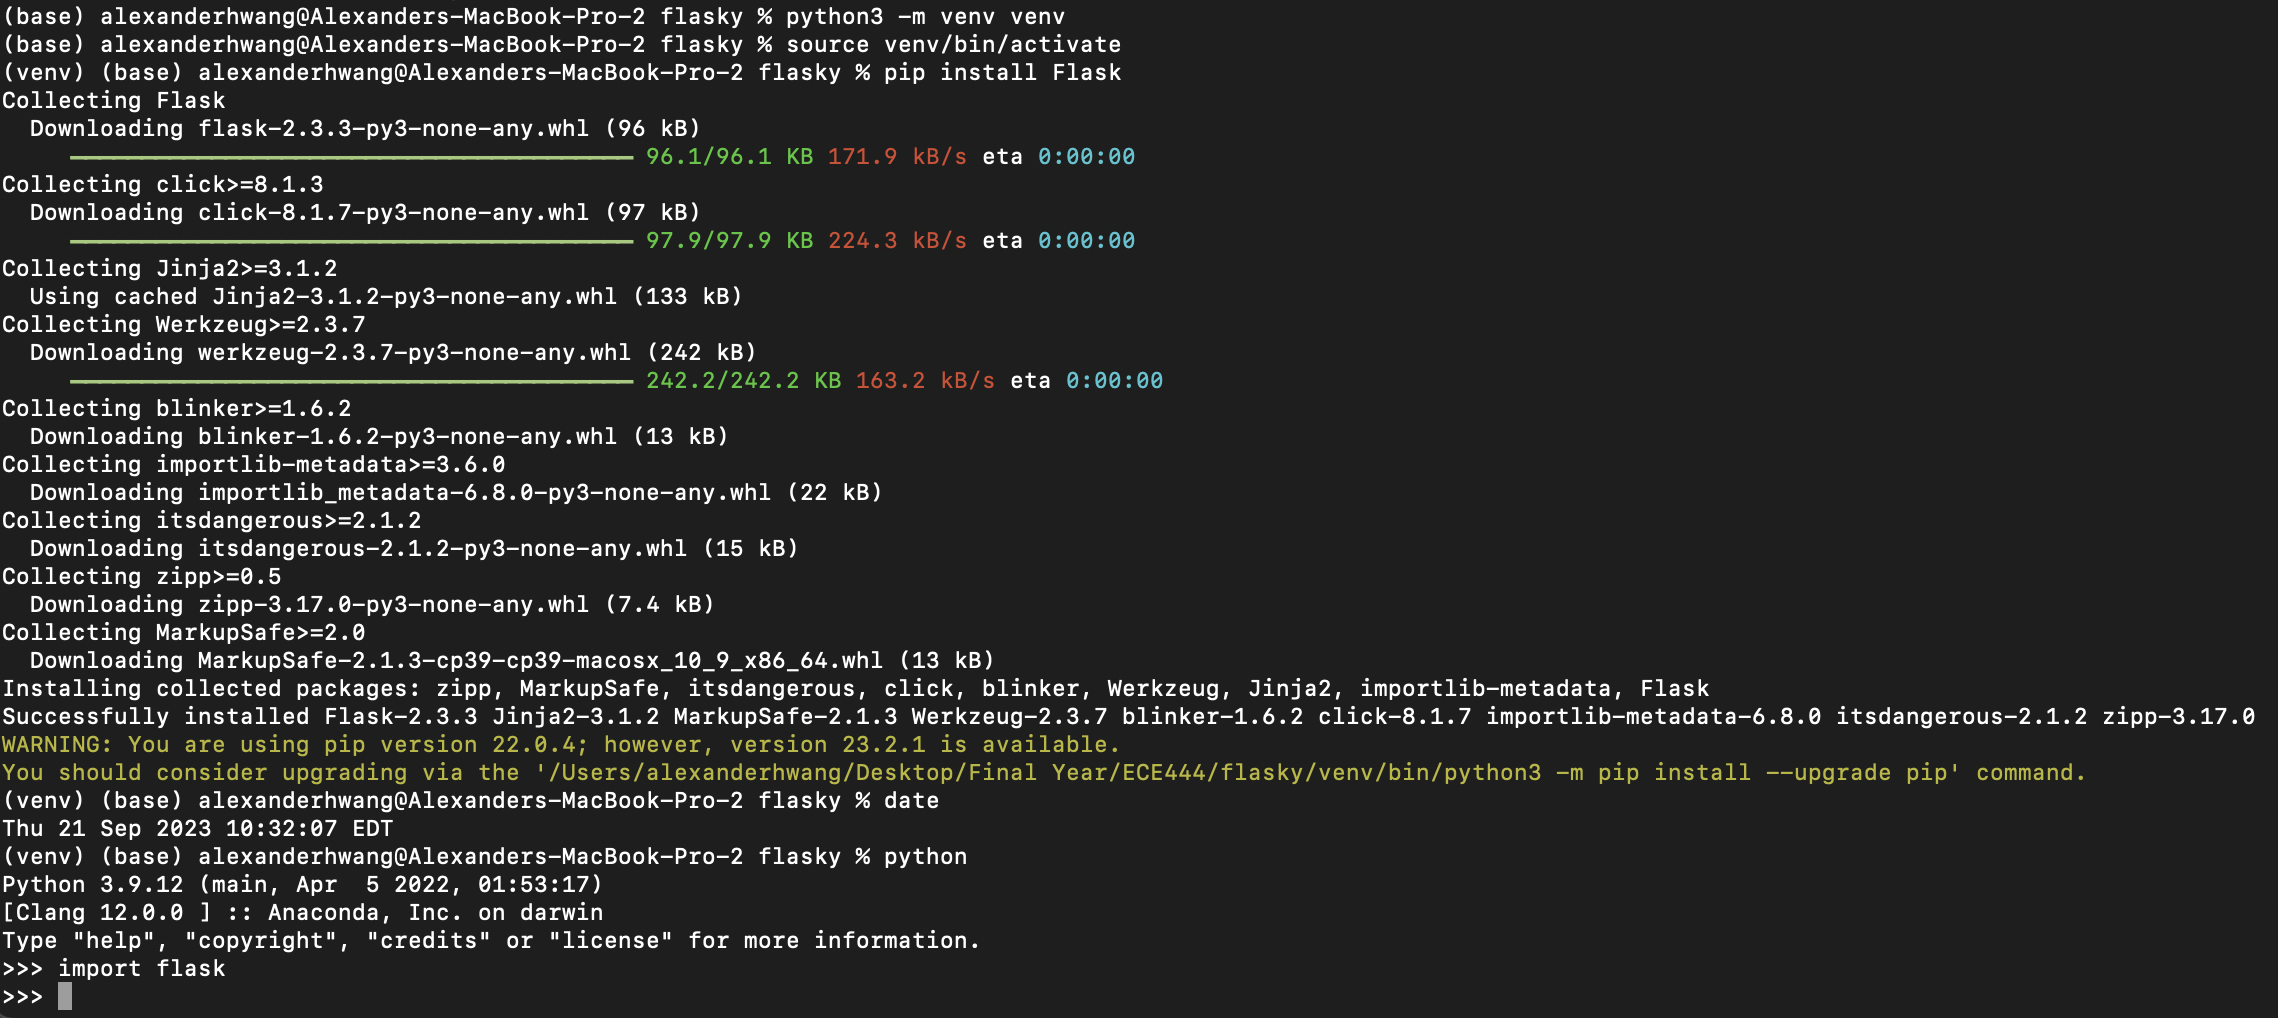 (base) alexanderhwang@Alexanders-MacBook-Pro-2 flasky % python3 -m venv venv
(base) alexanderhwang@Alexanders-MacBook-Pro-2 flasky % source venv/bin/activate
(venv) (base) alexanderhwang@Alexanders-MacBook-Pro-2 flasky % pip install Flask
Collecting Flask
  Downloading flask-2.3.3-py3-none-any.whl (96 kB)
     ━━━━━━━━━━━━━━━━━━━━━━━━━━━━━━━━━━━━━━━━ 96.1/96.1 KB 171.9 kB/s eta 0:00:00
Collecting click>=8.1.3
  Downloading click-8.1.7-py3-none-any.whl (97 kB)
     ━━━━━━━━━━━━━━━━━━━━━━━━━━━━━━━━━━━━━━━━ 97.9/97.9 KB 224.3 kB/s eta 0:00:00
Collecting Jinja2>=3.1.2
  Using cached Jinja2-3.1.2-py3-none-any.whl (133 kB)
Collecting Werkzeug>=2.3.7
  Downloading werkzeug-2.3.7-py3-none-any.whl (242 kB)
     ━━━━━━━━━━━━━━━━━━━━━━━━━━━━━━━━━━━━━━━━ 242.2/242.2 KB 163.2 kB/s eta 0:00:00
Collecting blinker>=1.6.2
  Downloading blinker-1.6.2-py3-none-any.whl (13 kB)
Collecting importlib-metadata>=3.6.0
  Downloading importlib_metadata-6.8.0-py3-none-any.whl (22 kB)
Collecting itsdangerous>=2.1.2
  Downloading itsdangerous-2.1.2-py3-none-any.whl (15 kB)
Collecting zipp>=0.5
  Downloading zipp-3.17.0-py3-none-any.whl (7.4 kB)
Collecting MarkupSafe>=2.0
  Downloading MarkupSafe-2.1.3-cp39-cp39-macosx_10_9_x86_64.whl (13 kB)
Installing collected packages: zipp, MarkupSafe, itsdangerous, click, blinker, Werkzeug, Jinja2, importlib-metadata, Flask
Successfully installed Flask-2.3.3 Jinja2-3.1.2 MarkupSafe-2.1.3 Werkzeug-2.3.7 blinker-1.6.2 click-8.1.7 importlib-metadata-6.8.0 itsdangerous-2.1.2 zipp-3.17.0
WARNING: You are using pip version 22.0.4; however, version 23.2.1 is available.
You should consider upgrading via the '/Users/alexanderhwang/Desktop/Final Year/ECE444/flasky/venv/bin/python3 -m pip install --upgrade pip' command.
(venv) (base) alexanderhwang@Alexanders-MacBook-Pro-2 flasky % date
Thu 21 Sep 2023 10:32:07 EDT
(venv) (base) alexanderhwang@Alexanders-MacBook-Pro-2 flasky % python
Python 3.9.12 (main, Apr  5 2022, 01:53:17)
[Clang 12.0.0 ] :: Anaconda, Inc. on darwin
Type "help", "copyright", "credits" or "license" for more information.
>>> import flask
>>>